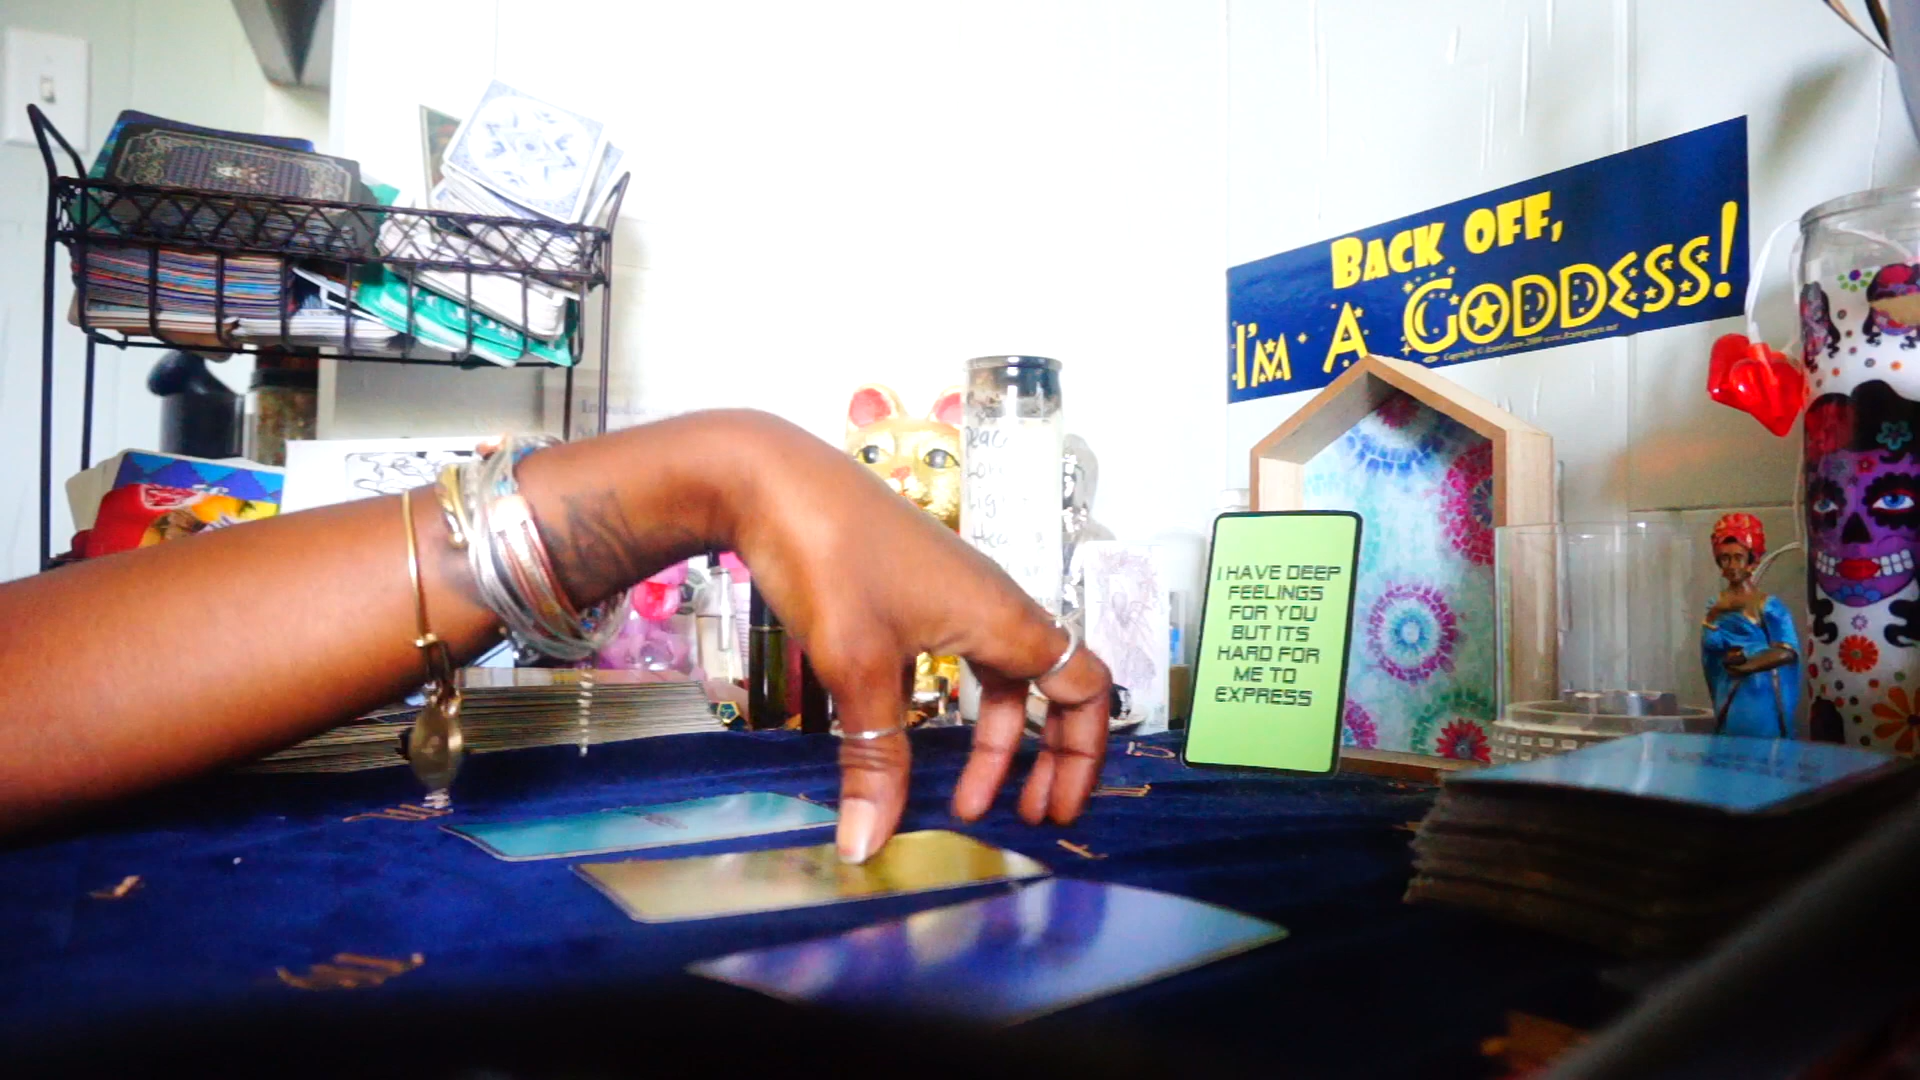 BACK OFF,
I'M A GODDESS!
I HAVE DEEP
FEELINGS
FOR YOU
BUT ITS
HARD FOR
ME TO
EXPRESS